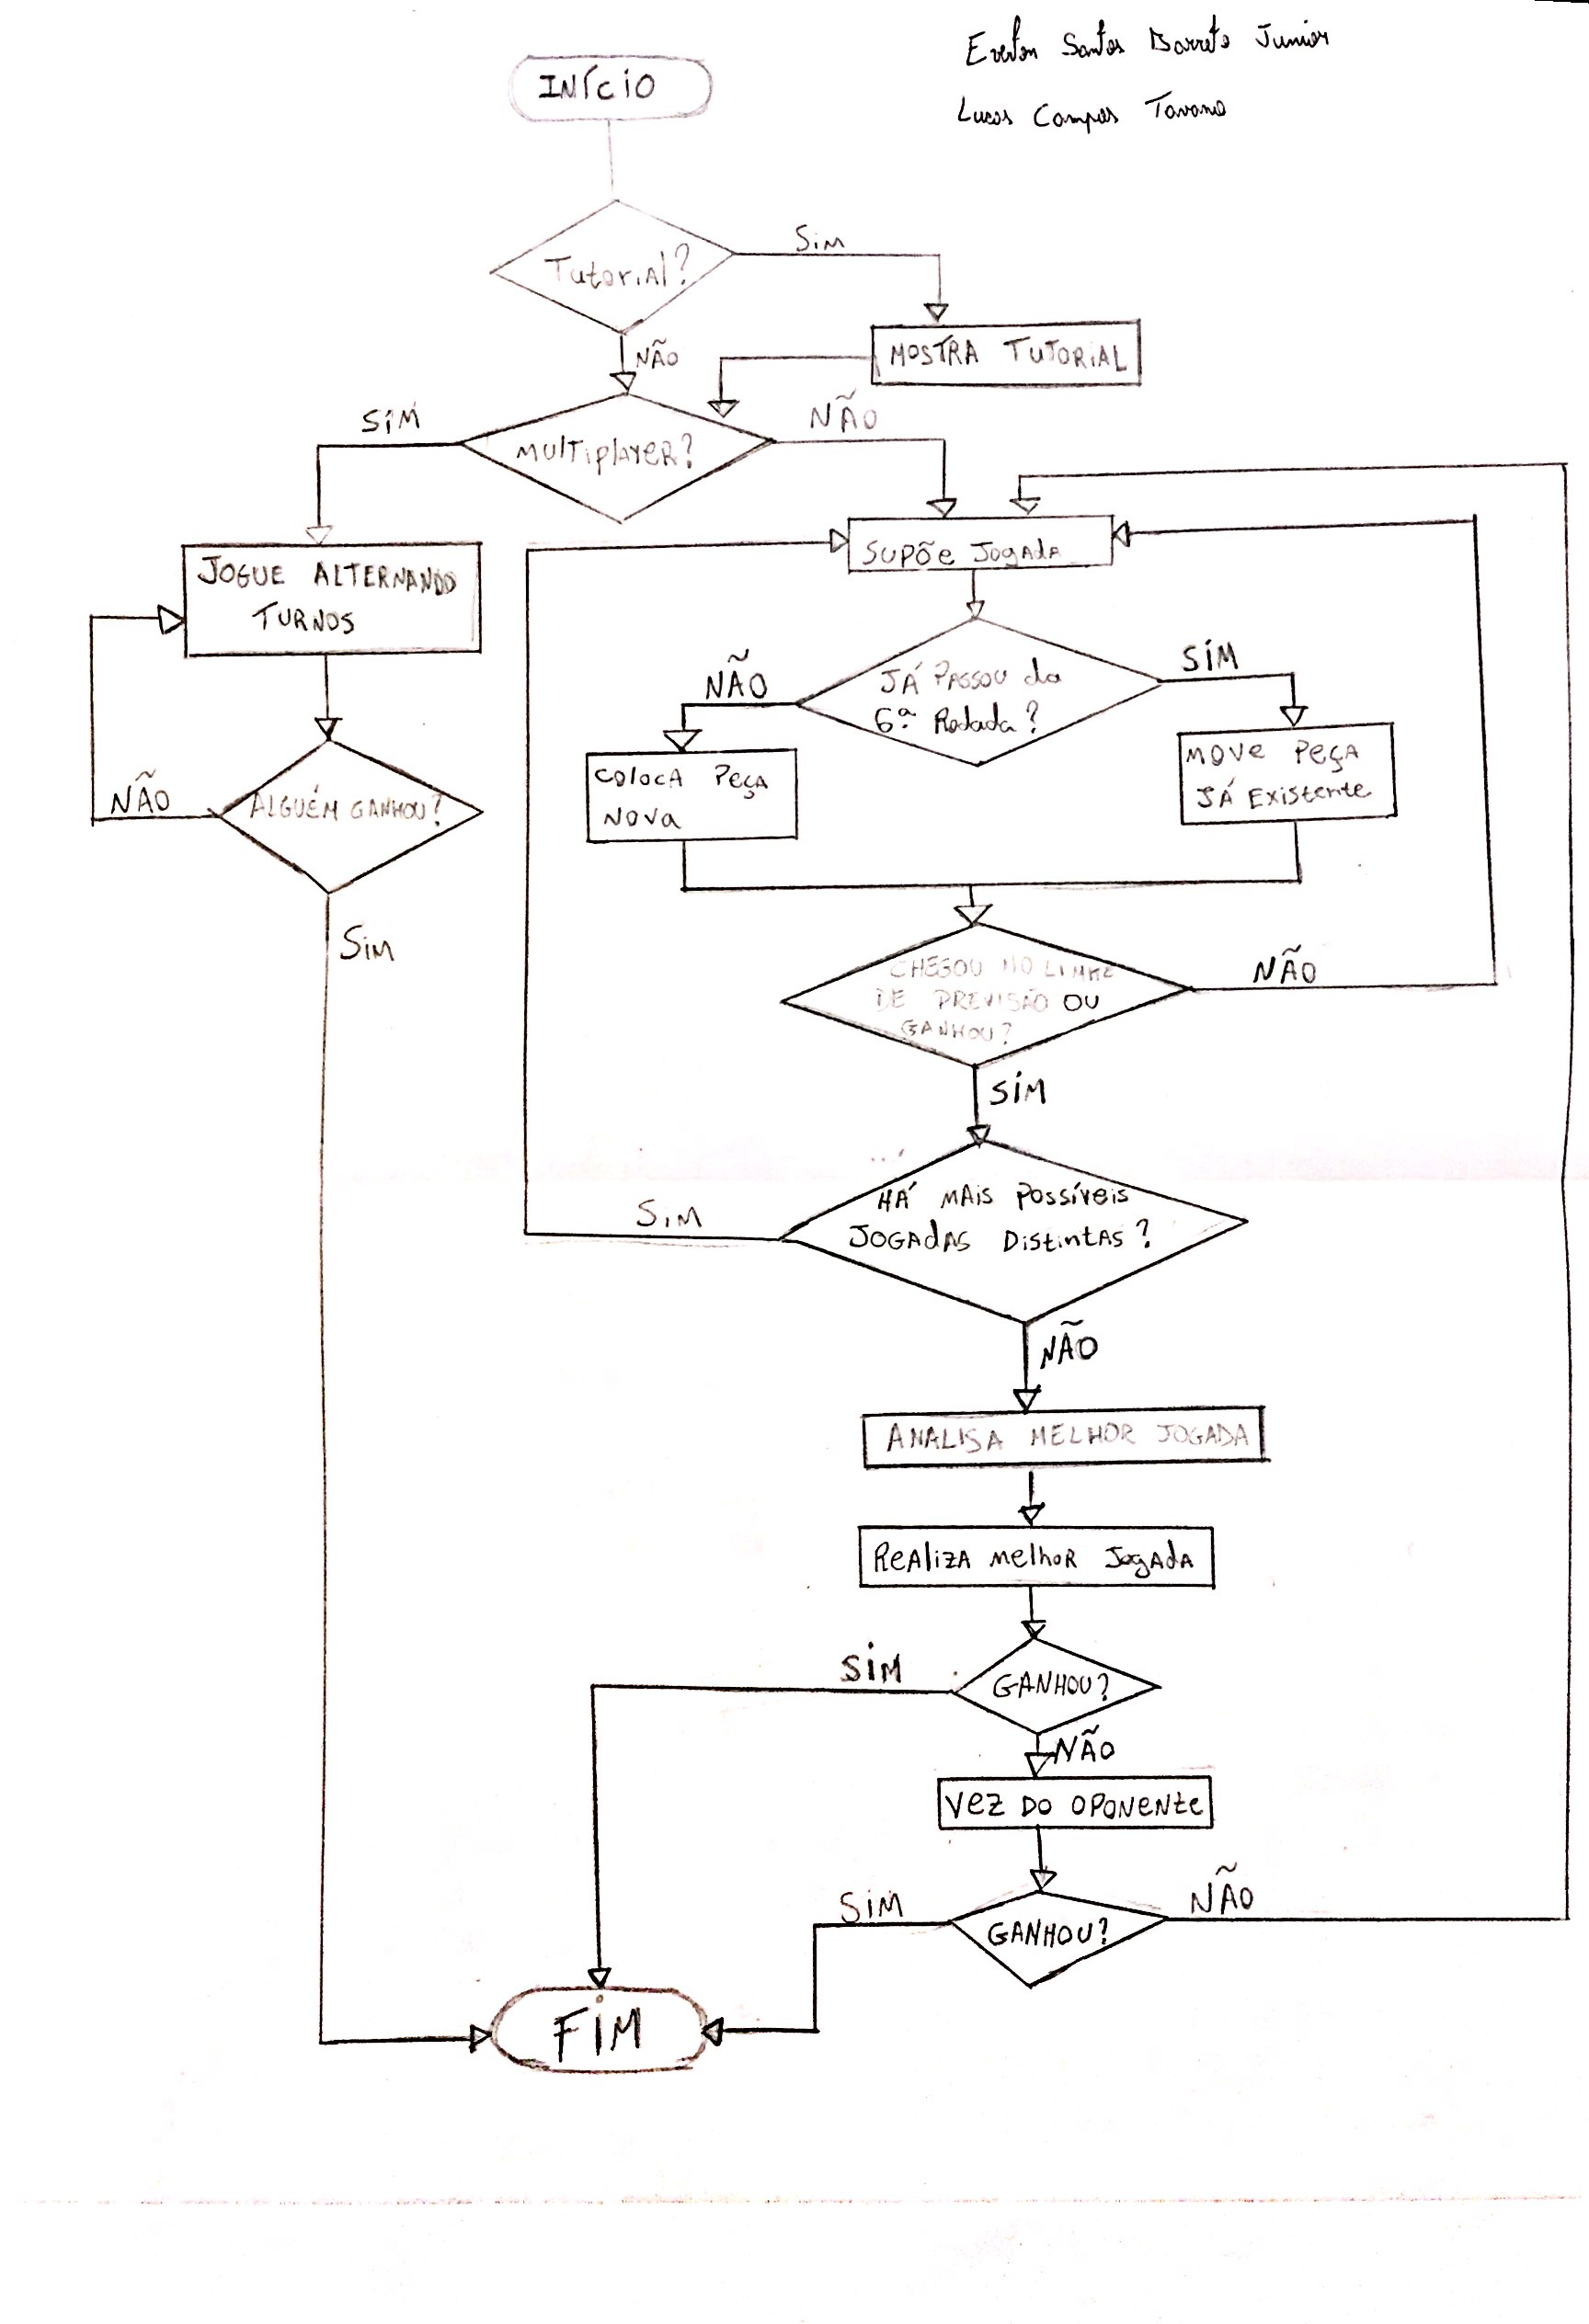 Everton Santos Barreto Junior
Lucas Campos Tavano
INÍCIO
Tutorial?
SiM
NÃO
MOSTRA TUTORIAL
MULTIPLAYER?
SIM
NÃO
JOGUE ALTERNANDO
TURNOS
ALGUÉM GANHOU?
NÃO
SiM
SUPÕE JOGADA
JÁ PASSOU da
6ª Rodada?
NÃO
SIM
COLOCA PEÇA
NOVA
MOVE PEÇA
JÁ EXISTENTE
CHEGOU NO LIMITE
DE PREVISÃO OU
GANHOU?
NÃO
SIM
HÁ MAIS POSSÍVEIS
JOGADAS DISTINTAS?
SIM
NÃO
ANALISA MELHOR JOGADA
REALIZA MELHOR JOGADA
GANHOU?
SIM
NÃO
VEZ DO OPONENTE
GANHOU?
SIM
NÃO
FIM